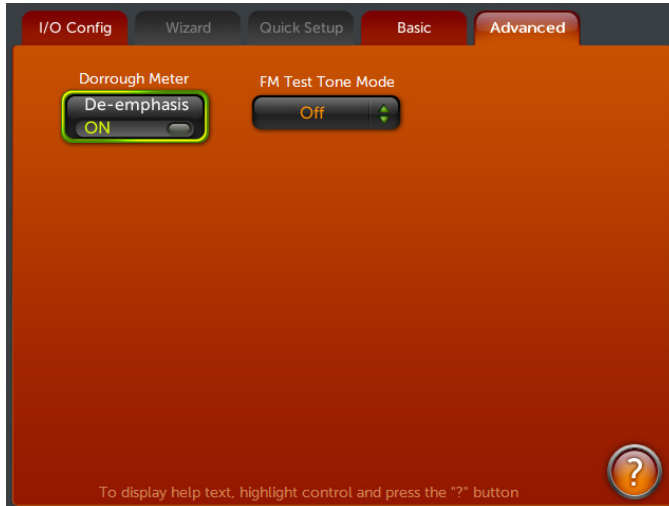 I/O Config
Wizard
Quick Setup
Basic
Advanced
Dorrough Meter
FM Test Tone Mode
De-emphasis
ON
Off
?
To display help text, highlight control and press the "?" button